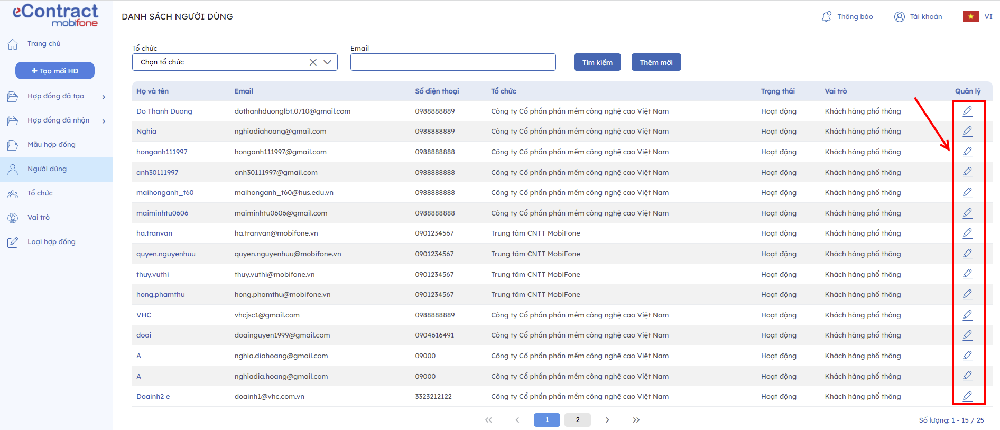 eContract
mobifone
DANH SÁCH NGƯỜI DÙNG
Thông báo
Tài khoản
VI
Trang chủ
Tạo mới HĐ
Hợp đồng đã tạo
Hợp đồng đã nhận
Mẫu hợp đồng
Người dùng
Tổ chức
Vai trò
Loại hợp đồng
Tổ chức
Email
Chọn tổ chức
Tìm kiếm
Thêm mới
Họ và tên Email Số điện thoại Tổ chức Trạng thái Vai trò Quản lý
Do Thanh Duong dothanhduonglbt.0710@gmail.com 0988888889 Công ty Cổ phần phần mềm công nghệ cao Việt Nam Hoạt động Khách hàng phổ thông
Nghia nghiadiahoang@gmail.com 0988888889 Công ty Cổ phần phần mềm công nghệ cao Việt Nam Hoạt động Khách hàng phổ thông
honganh111997 honganh111997@gmail.com 0988888888 Công ty Cổ phần phần mềm công nghệ cao Việt Nam Hoạt động Khách hàng phổ thông
anh30111997 anh30111997@gmail.com 0988888888 Công ty Cổ phần phần mềm công nghệ cao Việt Nam Hoạt động Khách hàng phổ thông
maihonganh_t60 maihonganh_t60@hus.edu.vn 0988888888 Công ty Cổ phần phần mềm công nghệ cao Việt Nam Hoạt động Khách hàng phổ thông
maiminhtu0606 maiminhtu0606@gmail.com 0988888888 Công ty Cổ phần phần mềm công nghệ cao Việt Nam Hoạt động Khách hàng phổ thông
ha.tranvan ha.tranvan@mobifone.vn 0901234567 Trung tâm CNTT MobiFone Hoạt động Khách hàng phổ thông
quyen.nguyenhuu quyen.nguyenhuu@mobifone.vn 0901234567 Trung tâm CNTT MobiFone Hoạt động Khách hàng phổ thông
thuy.vuthi thuy.vuthi@mobifone.vn 0901234567 Trung tâm CNTT MobiFone Hoạt động Khách hàng phổ thông
hong.phamthu hong.phamthu@mobifone.vn 0901234567 Trung tâm CNTT MobiFone Hoạt động Khách hàng phổ thông
VHC vhcjsc1@gmail.com 0988888889 Công ty Cổ phần phần mềm công nghệ cao Việt Nam Hoạt động Khách hàng phổ thông
doai doainguyen1999@gmail.com 0904616491 Công ty Cổ phần phần mềm công nghệ cao Việt Nam Hoạt động Khách hàng phổ thông
A nghia.diahoang@gmail.com 09000 Công ty Cổ phần phần mềm công nghệ cao Việt Nam Hoạt động Khách hàng phổ thông
A nghiadia.hoang@gmail.com 09000 Công ty Cổ phần phần mềm công nghệ cao Việt Nam Hoạt động Khách hàng phổ thông
Doainh2 e doainh1@vhc.com.vn 3323212122 Công ty Cổ phần phần mềm công nghệ cao Việt Nam Hoạt động Khách hàng phổ thông
1 2
Số lượng: 1 - 15 / 25